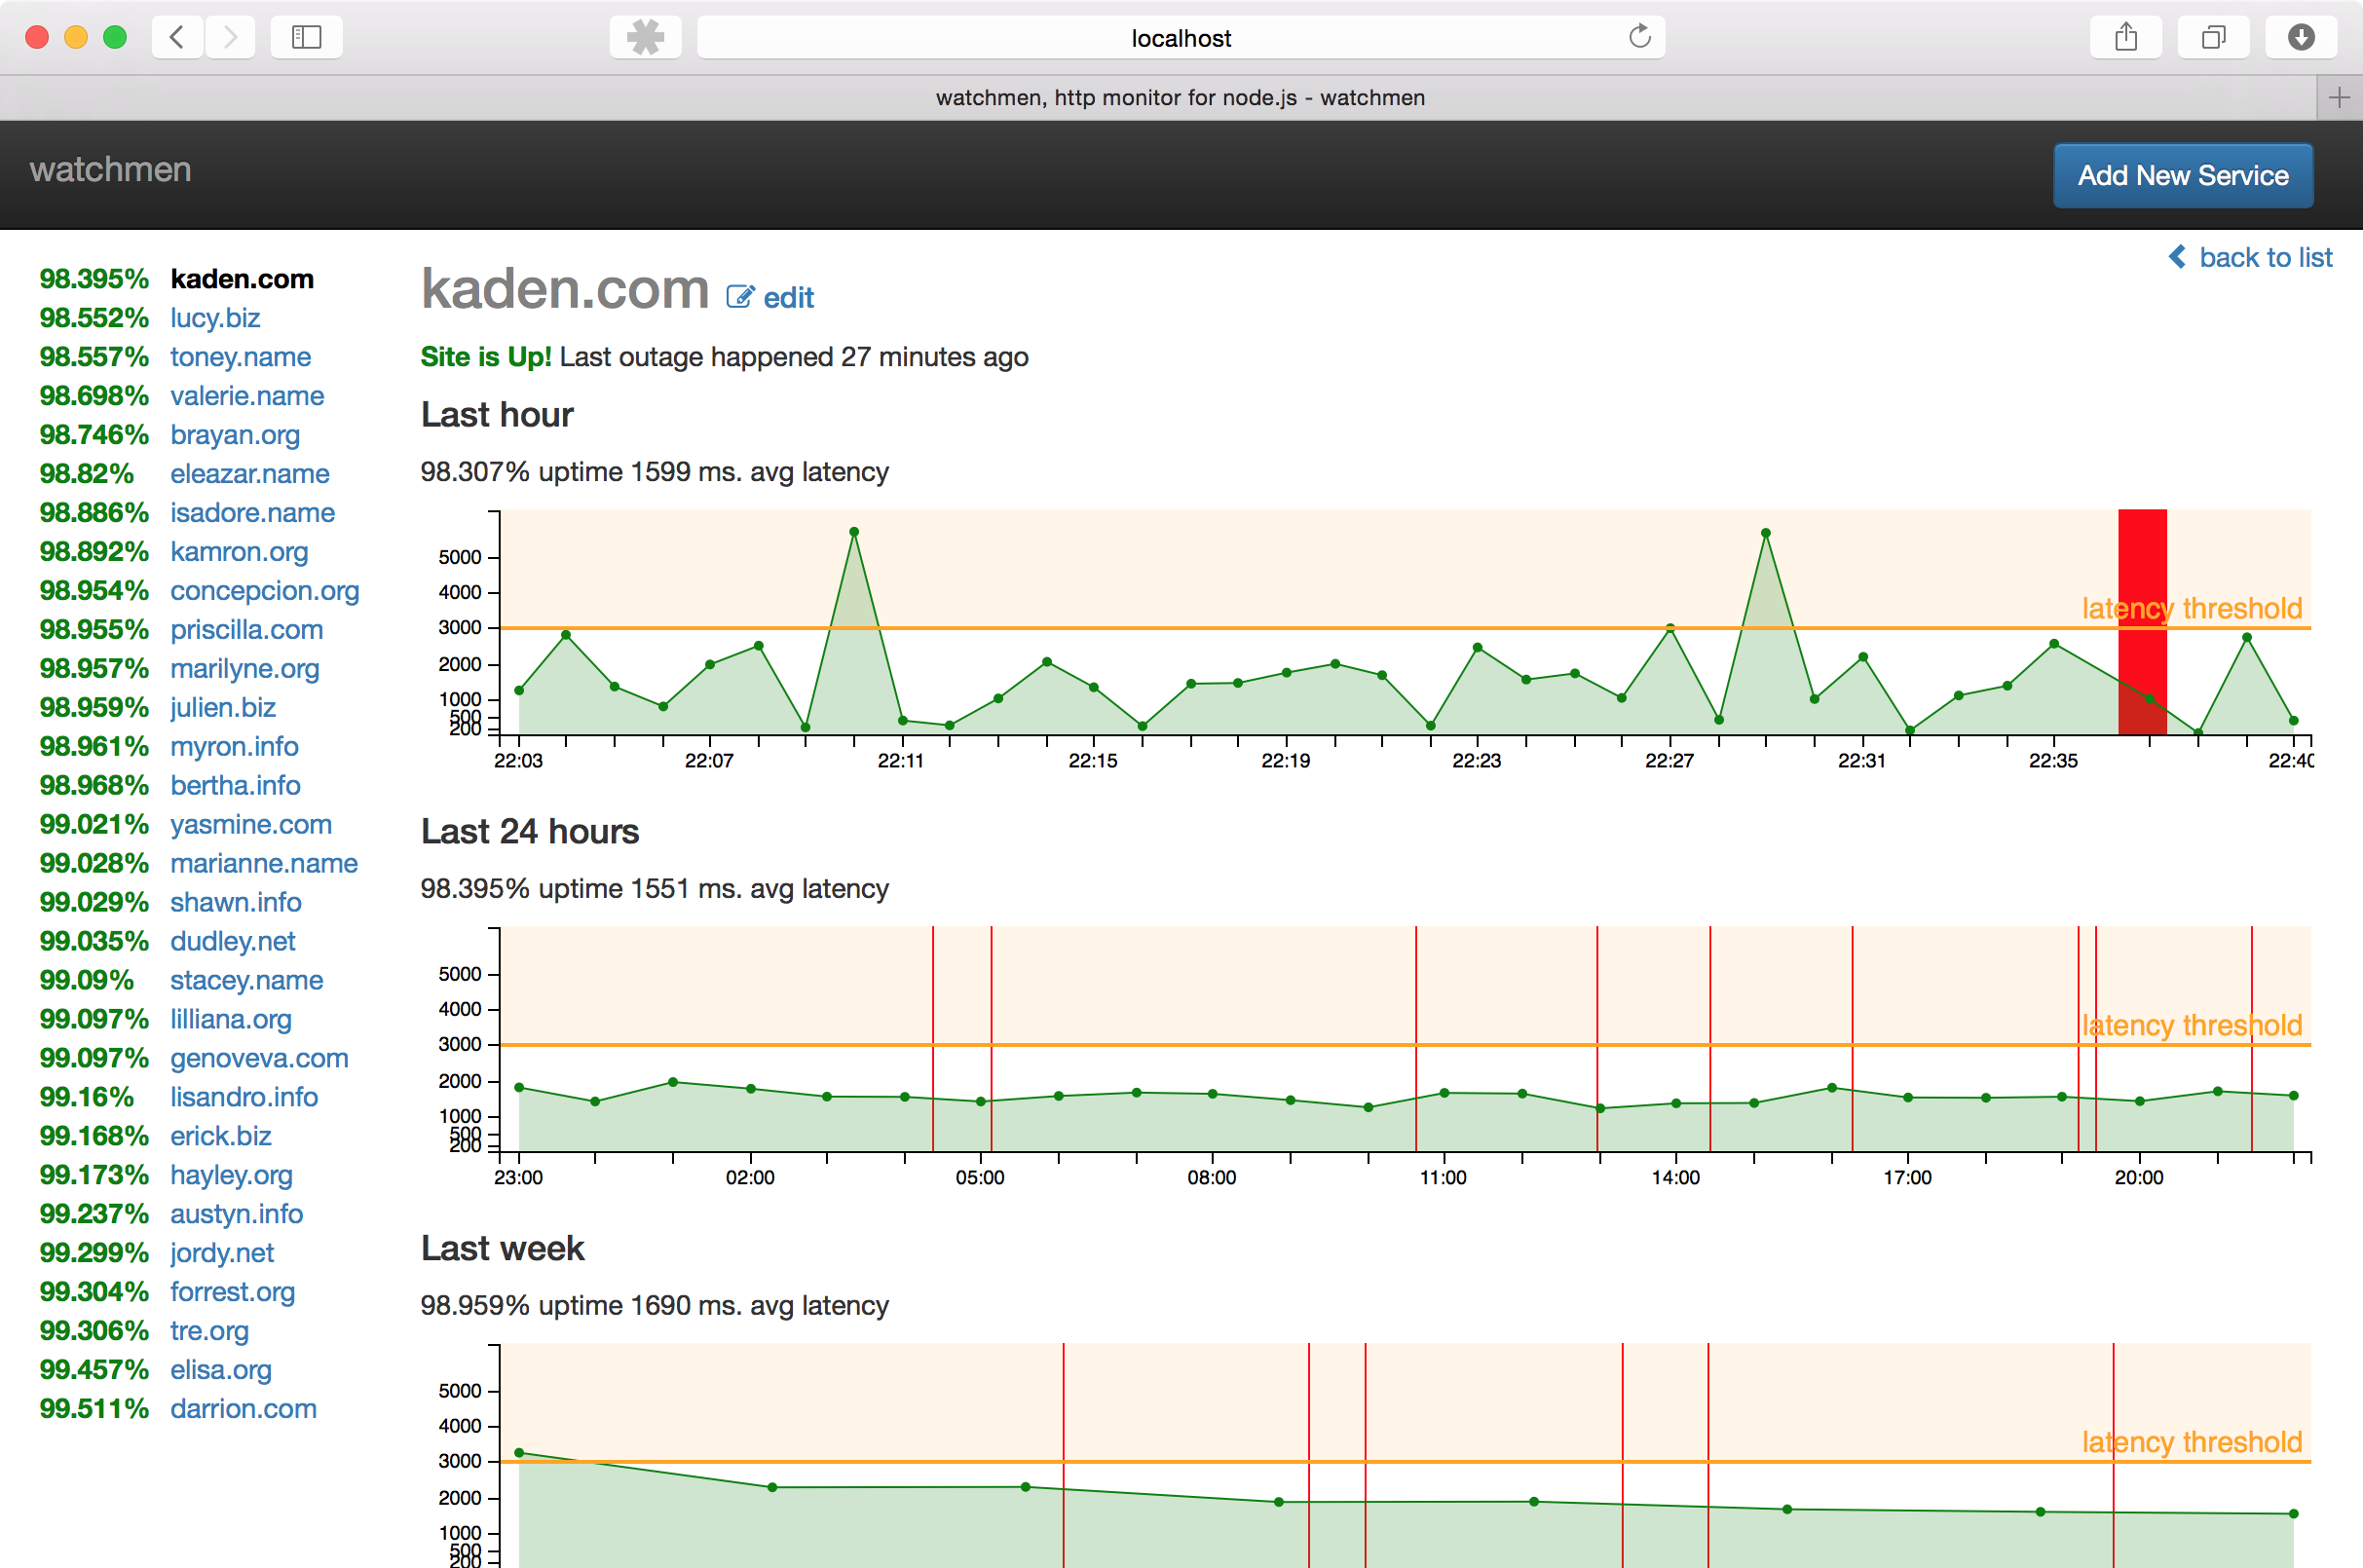 localhost
watchmen, http monitor for node.js - watchmen
watchmen
Add New Service
back to list
98.395% kaden.com
98.552% lucy.biz
98.557% toney.name
98.698% valerie.name
98.746% brayan.org
98.82% eleazar.name
98.886% isadore.name
98.892% kamron.org
98.954% concepcion.org
98.955% priscilla.com
98.957% marilyne.org
98.959% julien.biz
98.961% myron.info
98.968% bertha.info
99.021% yasmine.com
99.028% marianne.name
99.029% shawn.info
99.035% dudley.net
99.09% stacey.name
99.097% lilliana.org
99.097% genoveva.com
99.16% lisandro.info
99.168% erick.biz
99.173% hayley.org
99.237% austyn.info
99.299% jordy.net
99.304% forrest.org
99.306% tre.org
99.457% elisa.org
99.511% darrion.com
kaden.com edit
Site is Up! Last outage happened 27 minutes ago
Last hour
98.307% uptime 1599 ms. avg latency
5000
4000
latency threshold
3000
2000
1000
500
200
22:03 22:07 22:11 22:15 22:19 22:23 22:27 22:31 22:35 22:40
Last 24 hours
98.395% uptime 1551 ms. avg latency
5000
4000
latency threshold
3000
2000
1000
500
200
23:00 02:00 05:00 08:00 11:00 14:00 17:00 20:00
Last week
98.959% uptime 1690 ms. avg latency
5000
4000
latency threshold
3000
2000
1000
500
200